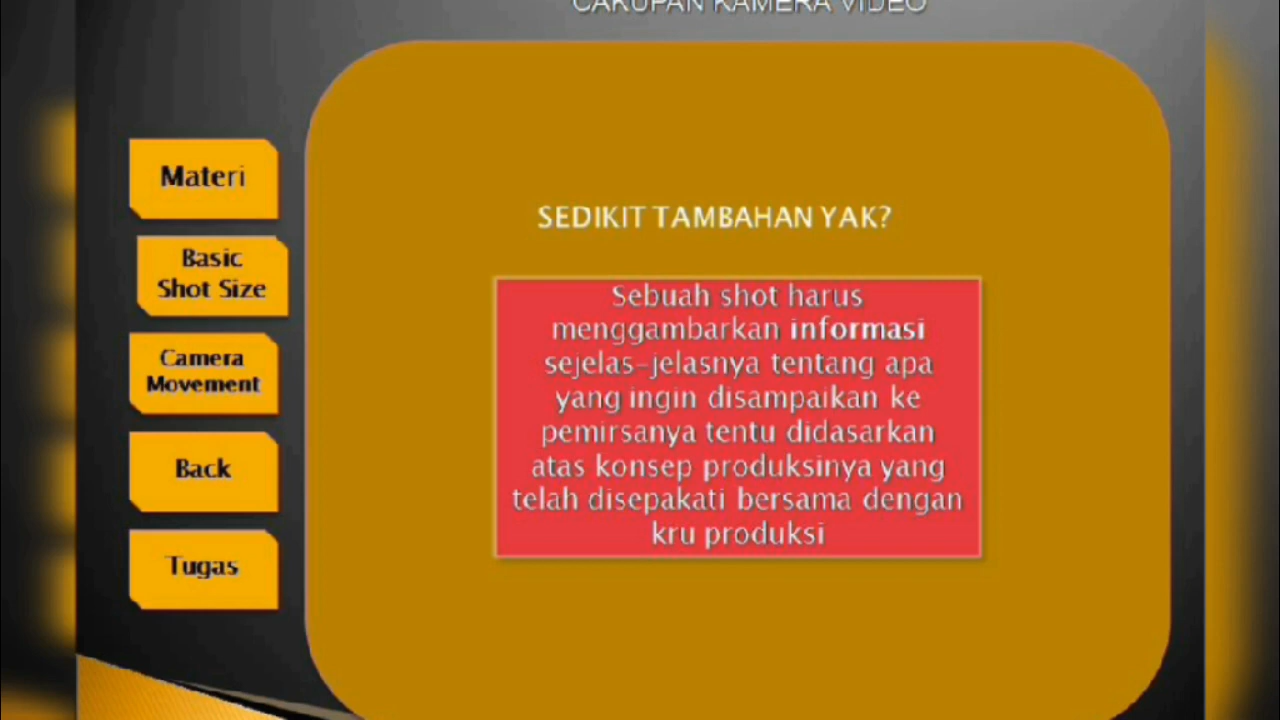 CAKUPAN KAMERA VIDEO
Materi
Basic
Shot Size
Camera
Movement
Back
Tugas
SEDIKIT TAMBAHAN YAK?
Sebuah shot harus
menggambarkan informasi
sejelas-jelasnya tentang apa
yang ingin disampaikan ke
pemirsanya tentu didasarkan
atas konsep produksinya yang
telah disepakati bersama dengan
kru produksi